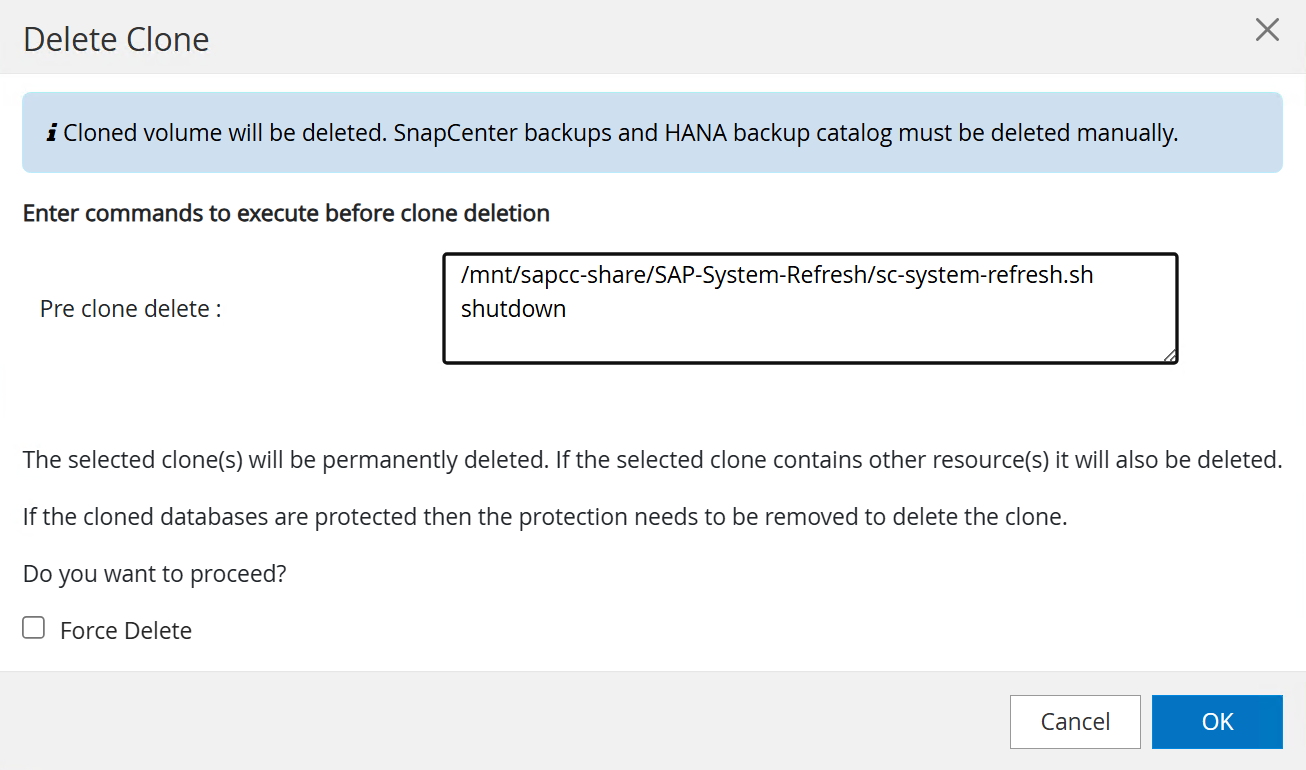 Delete Clone
i Cloned volume will be deleted. SnapCenter backups and HANA backup catalog must be deleted manually.
Enter commands to execute before clone deletion
Pre clone delete :
/mnt/sapcc-share/SAP-System-Refresh/sc-system-refresh.sh
shutdown
The selected clone(s) will be permanently deleted. If the selected clone contains other resource(s) it will also be deleted.
If the cloned databases are protected then the protection needs to be removed to delete the clone.
Do you want to proceed?
Force Delete
Cancel
OK